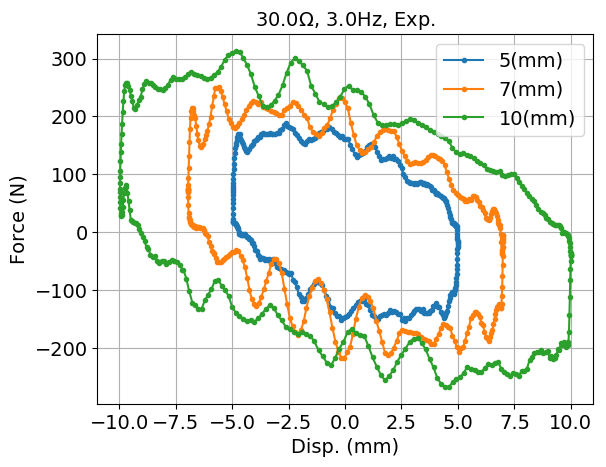 30.0Ω, 3.0Hz, Exp.
5(mm)
7(mm)
10(mm)
Force (N)
300
200
100
0
−100
−200
−10.0 −7.5 −5.0 −2.5 0.0 2.5 5.0 7.5 10.0
Disp. (mm)